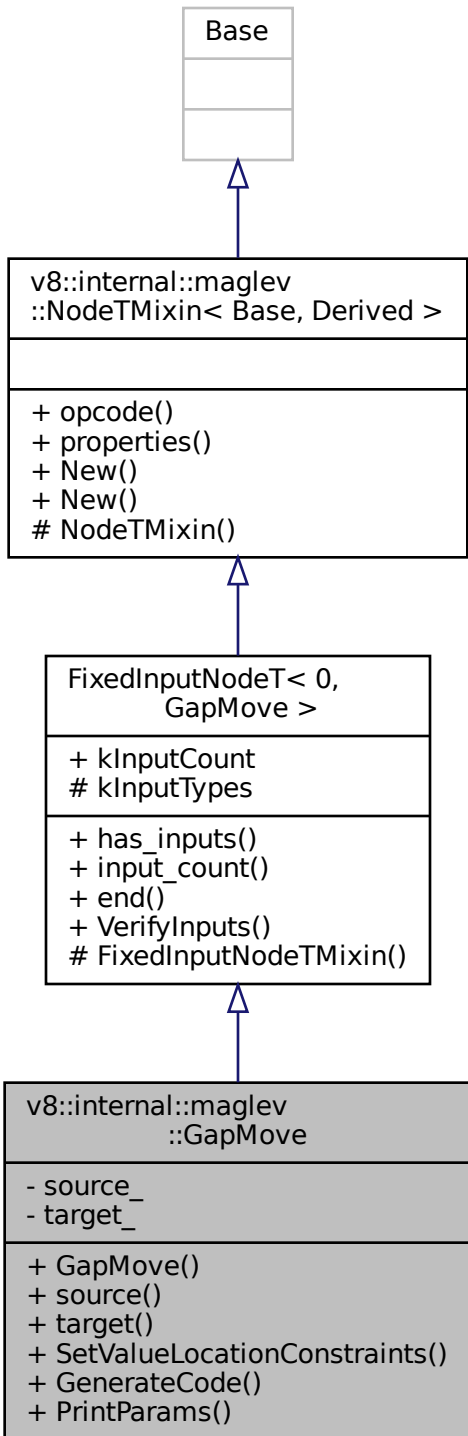 Base
v8::internal::maglev
::NodeTMixin< Base, Derived >
+ opcode()
+ properties()
+ New()
+ New()
# NodeTMixin()
FixedInputNodeT< 0,
GapMove >
+ kInputCount
# kInputTypes
+ has_inputs()
+ input_count()
+ end()
+ VerifyInputs()
# FixedInputNodeTMixin()
v8::internal::maglev
::GapMove
- source_
- target_
+ GapMove()
+ source()
+ target()
+ SetValueLocationConstraints()
+ GenerateCode()
+ PrintParams()